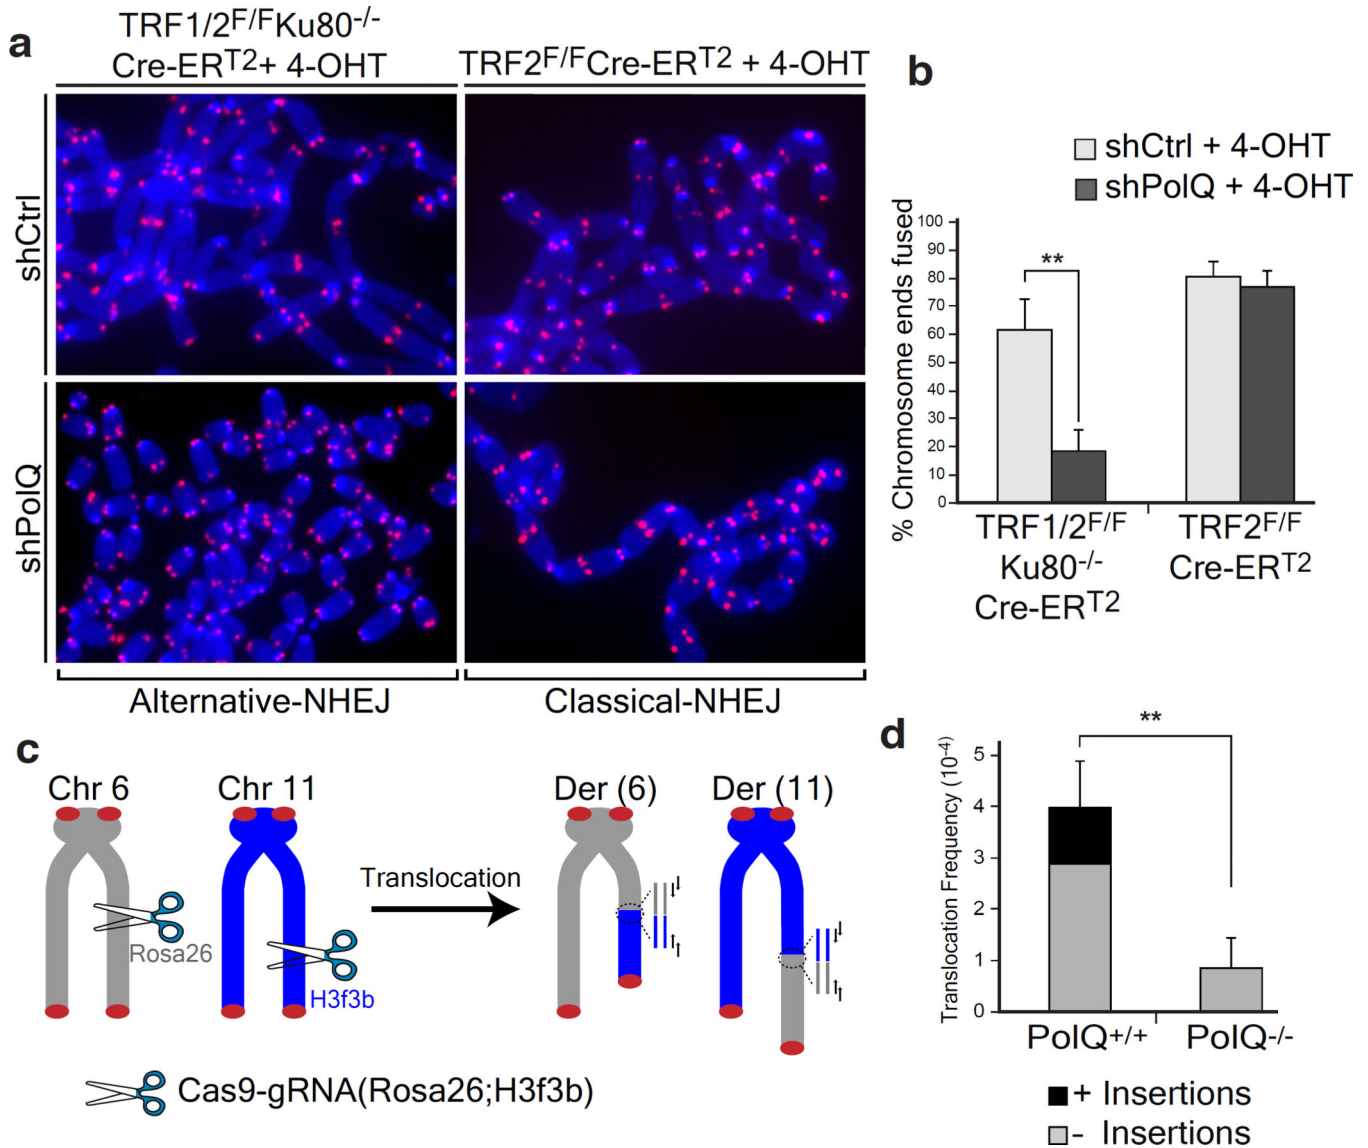 a
TRF1/2F/FKu80-/-
Cre-ERT2+ 4-OHT
TRF2F/FCre-ERT2 + 4-OHT
shCtrl
shPolQ
Alternative-NHEJ
Classical-NHEJ
b
shCtrl + 4-OHT
shPolQ + 4-OHT
% Chromosome ends fused
100
90
80
70
60
50
40
30
20
10
0
**
TRF1/2F/F
Ku80-/-
Cre-ERT2
TRF2F/F
Cre-ERT2
c
Chr 6
Chr 11
Rosa26
H3f3b
Translocation
Der (6)
Der (11)
Cas9-gRNA(Rosa26;H3f3b)
d
Translocation Frequency (10-4)
5
4
3
2
1
0
**
PolQ+/+
PolQ-/-
+ Insertions
- Insertions